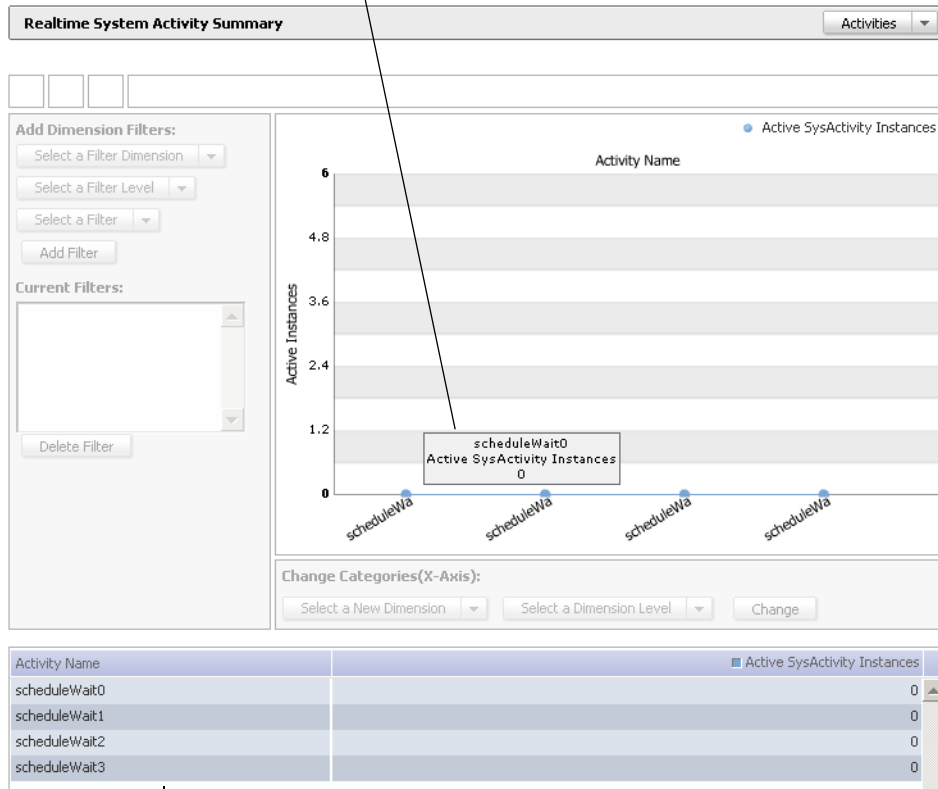 Realtime System Activity Summary
Activities
Add Dimension Filters:
Select a Filter Dimension
Select a Filter Level
Select a Filter
Add Filter
Current Filters:
Delete Filter
Active SysActivity Instances
Activity Name
6
4.8
3.6
2.4
1.2
0
Active Instances
scheduleWait0
Active SysActivity Instances
0
scheduleWa
scheduleWa
scheduleWa
scheduleWa
Change Categories(X-Axis):
Select a New Dimension
Select a Dimension Level
Change
Activity Name Active SysActivity Instances
scheduleWait0 0
scheduleWait1 0
scheduleWait2 0
scheduleWait3 0